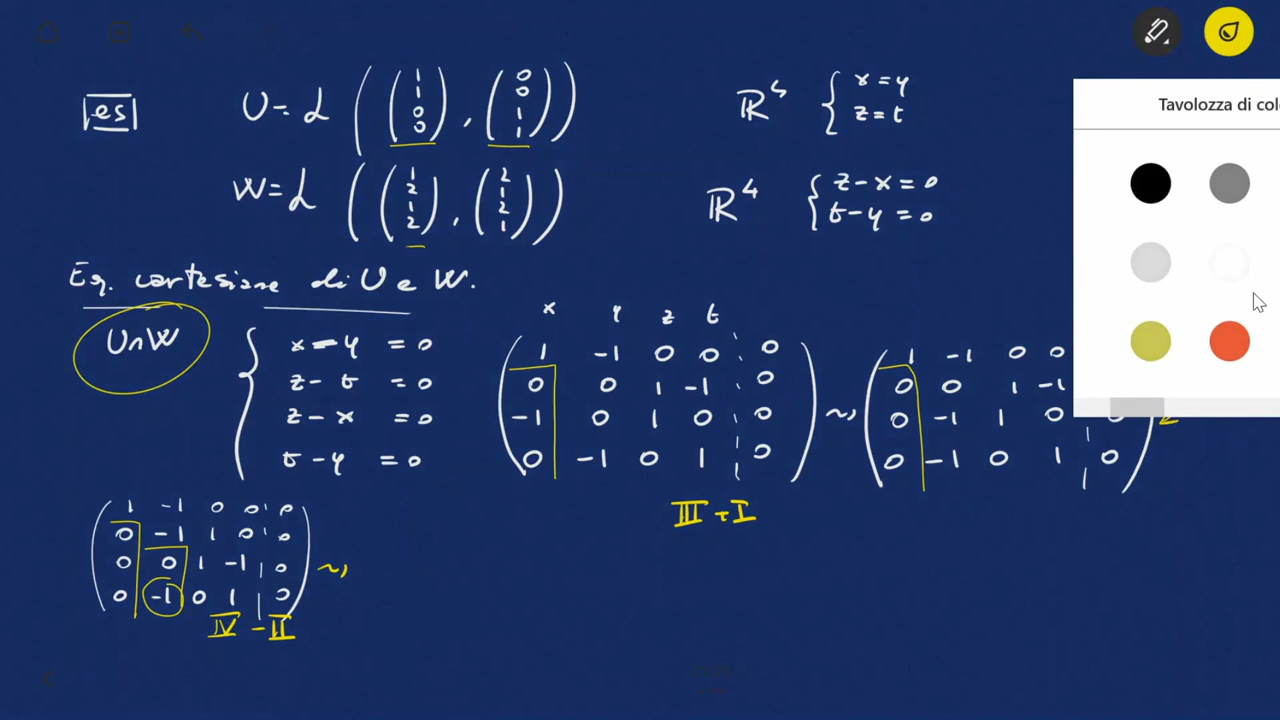 es U = L ( ( 1 1 0 0 ) , ( 0 0 1 1 ) ) ℝ⁴ { x = y
z = t
W = L ( ( 1 2 1 2 ) , ( 2 1 2 1 ) ) ℝ⁴ { z - x = 0
t - y = 0
Tavolozza di colo
Eq. cartesiane di U e W.
U∩W
{ x - y = 0
z - t = 0
z - x = 0
t - y = 0
x y z t
( 1 -1 0 0 ¦ 0
0 0 1 -1 ¦ 0
-1 0 1 0 ¦ 0
0 -1 0 1 ¦ 0 ) ~
III + I
( 1 -1 0 0
0 0 1 -1
0 -1 1 0 ¦ 0
0 -1 0 1 ¦ 0 )
( 1 -1 0 0 ¦ 0
0 -1 1 0 ¦ 0
0 0 1 -1 ¦ 0
0 -1 0 1 ¦ 0 ) ~
IV - II